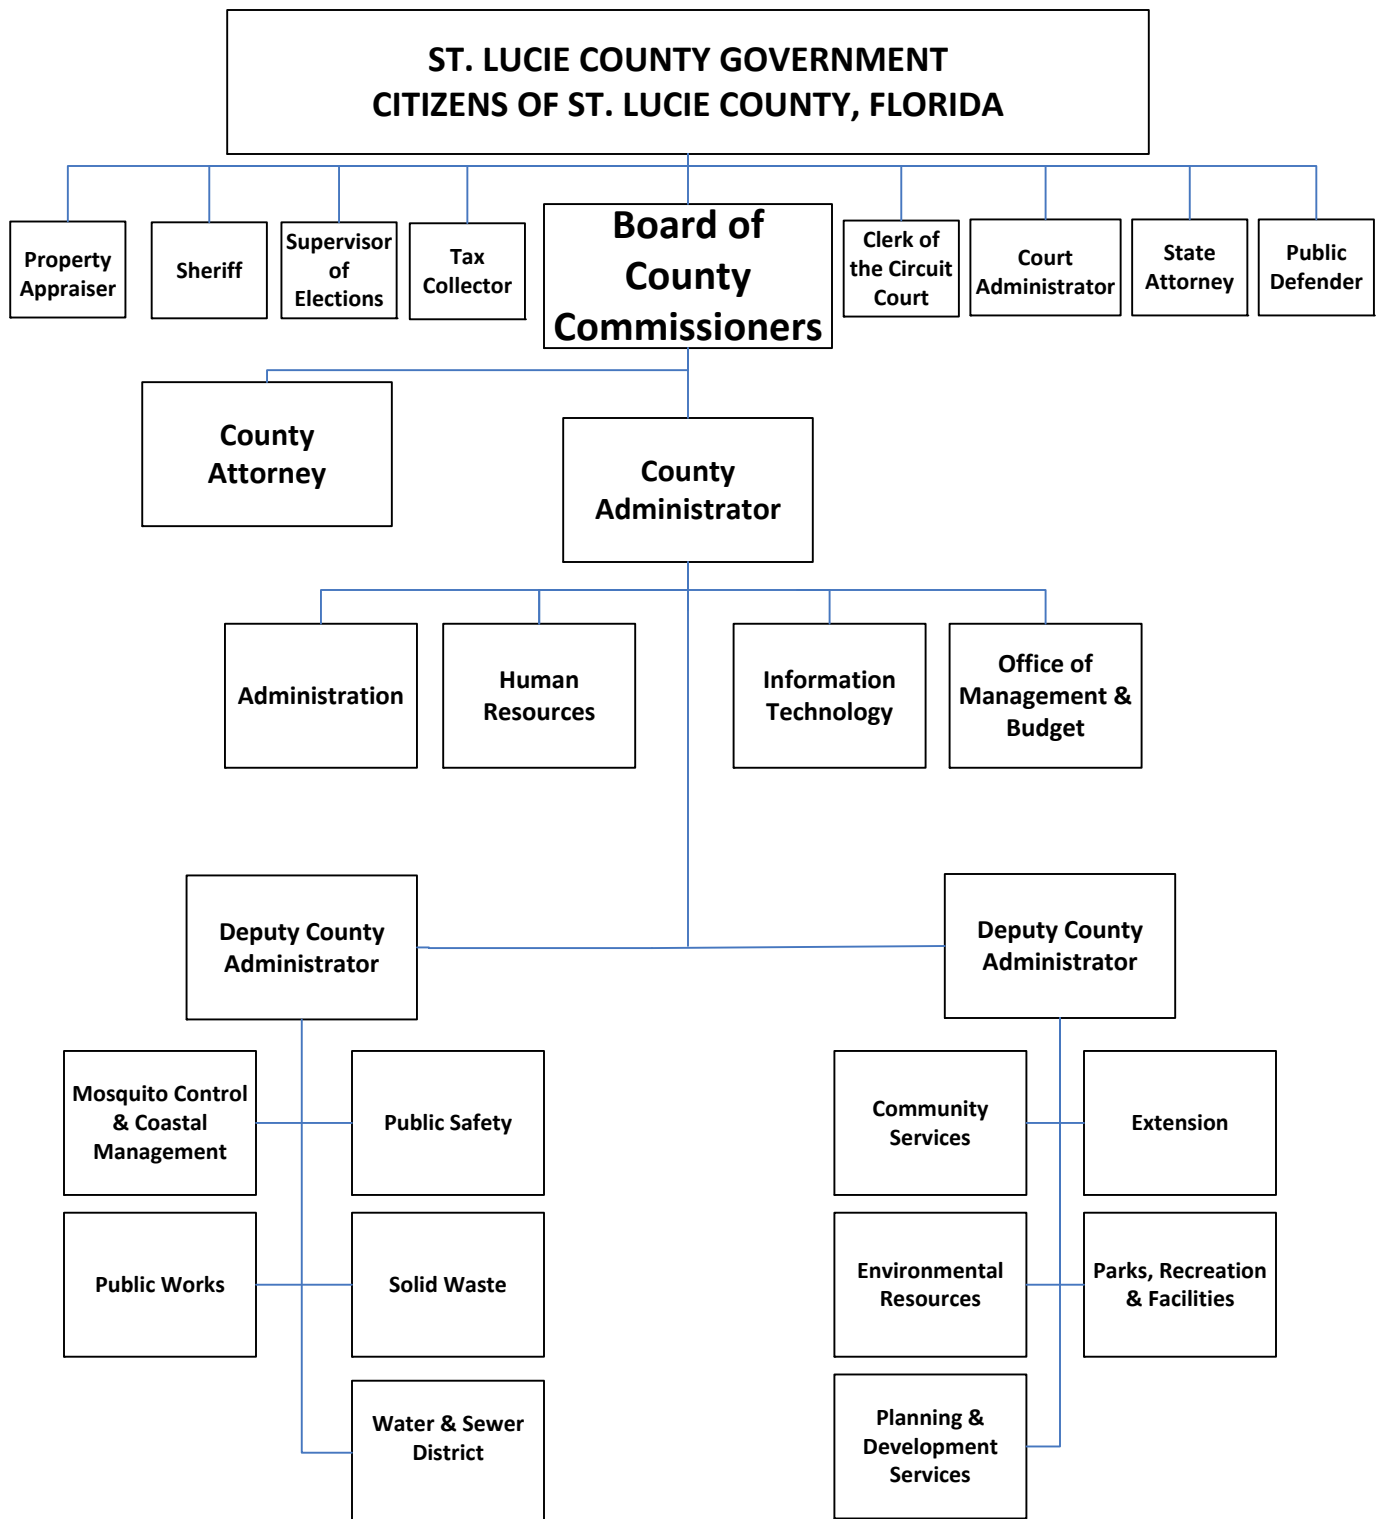 ST. LUCIE COUNTY GOVERNMENT
CITIZENS OF ST. LUCIE COUNTY, FLORIDA
Property
Appraiser
Sheriff
Supervisor
of
Elections
Tax
Collector
Board of
County
Commissioners
Clerk of
the Circuit
Court
Court
Administrator
State
Attorney
Public
Defender
County
Attorney
County
Administrator
Administration
Human
Resources
Information
Technology
Office of
Management &
Budget
Deputy County
Administrator
Deputy County
Administrator
Mosquito Control
& Coastal
Management
Public Safety
Community
Services
Extension
Public Works
Solid Waste
Environmental
Resources
Parks, Recreation
& Facilities
Water & Sewer
District
Planning &
Development
Services